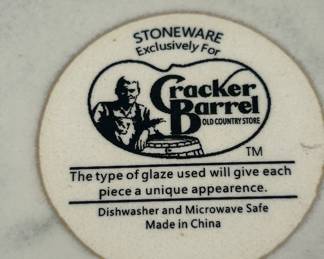 STONEWARE
Exclusively For
Cracker
Barrel
OLD COUNTRY STORE
TM
The type of glaze used will give each
piece a unique appearence.
Dishwasher and Microwave Safe
Made in China